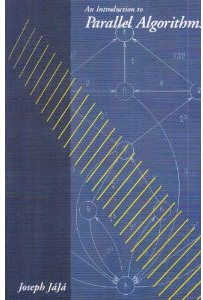 An Introduction to
Parallel Algorithms
Joseph JáJá